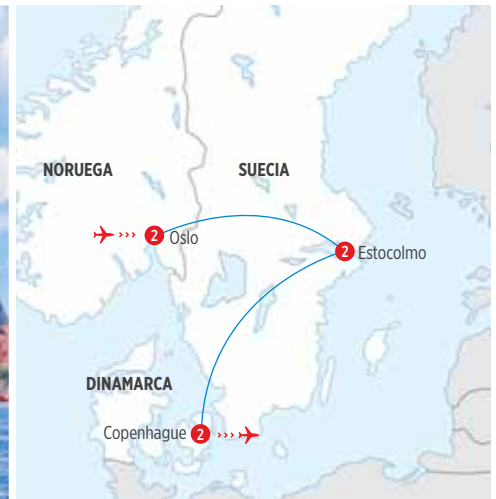 NORUEGA
SUECIA
2 Oslo
2 Estocolmo
DINAMARCA
Copenhague 2